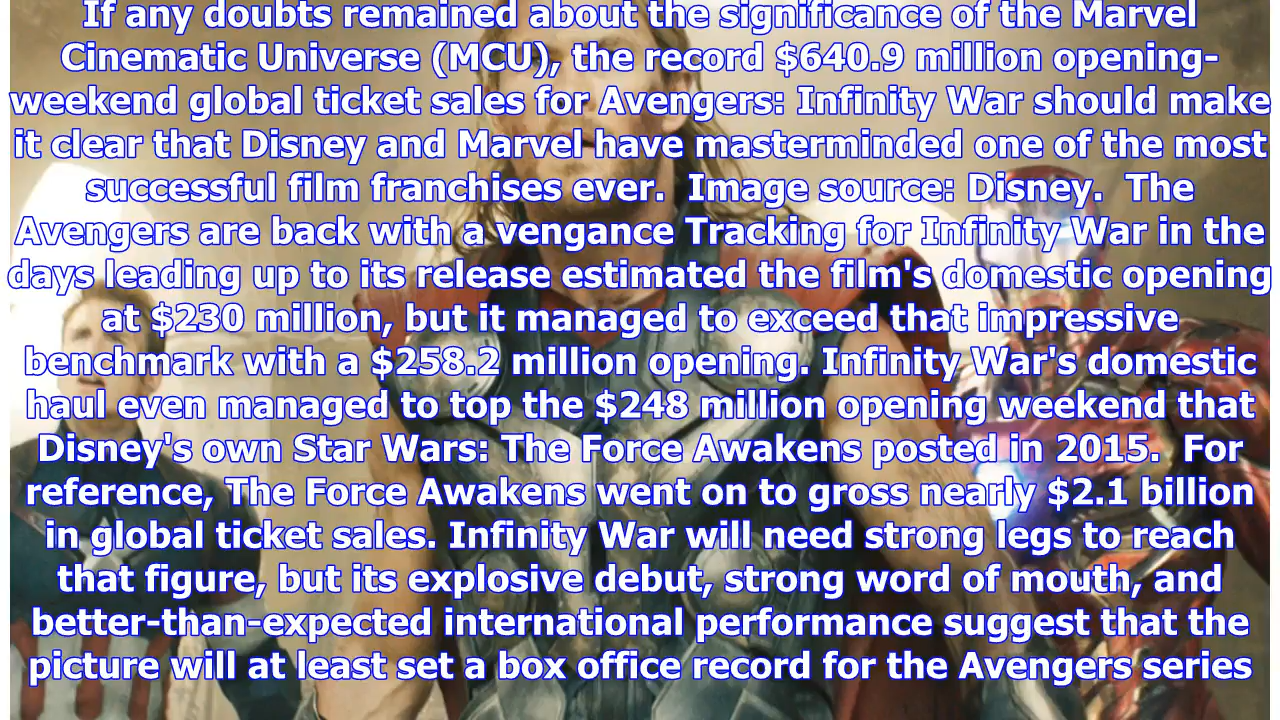 If any doubts remained about the significance of the Marvel
Cinematic Universe (MCU), the record $640.9 million opening-
weekend global ticket sales for Avengers: Infinity War should make
it clear that Disney and Marvel have masterminded one of the most
successful film franchises ever.  Image source: Disney.  The
Avengers are back with a vengance Tracking for Infinity War in the
days leading up to its release estimated the film's domestic opening
at $230 million, but it managed to exceed that impressive
benchmark with a $258.2 million opening. Infinity War's domestic
haul even managed to top the $248 million opening weekend that
Disney's own Star Wars: The Force Awakens posted in 2015.  For
reference, The Force Awakens went on to gross nearly $2.1 billion
in global ticket sales. Infinity War will need strong legs to reach
that figure, but its explosive debut, strong word of mouth, and
better-than-expected international performance suggest that the
picture will at least set a box office record for the Avengers series